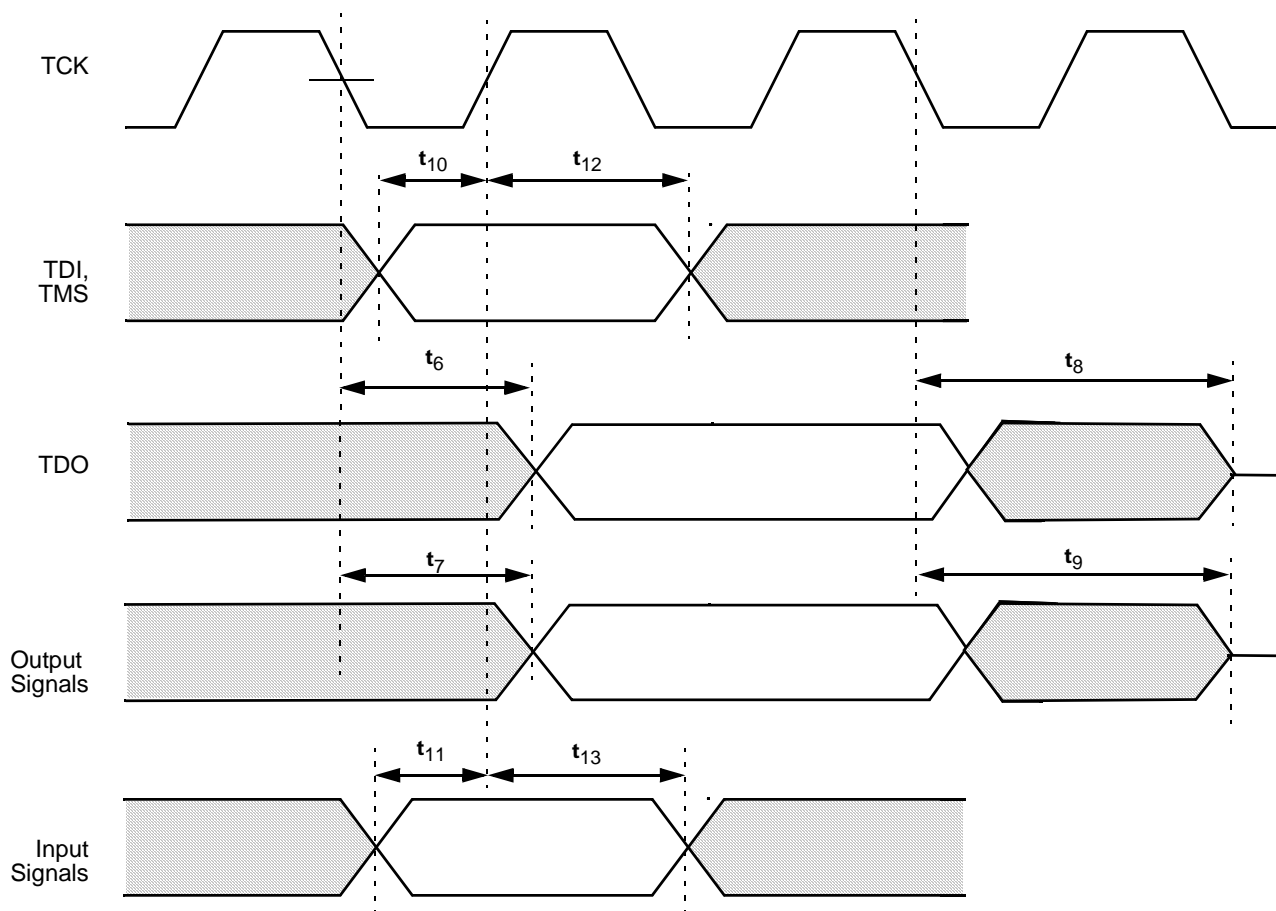 TCK
t10
t12
TDI,
TMS
t6
t8
TDO
t7
t9
Output
Signals
t11
t13
Input
Signals